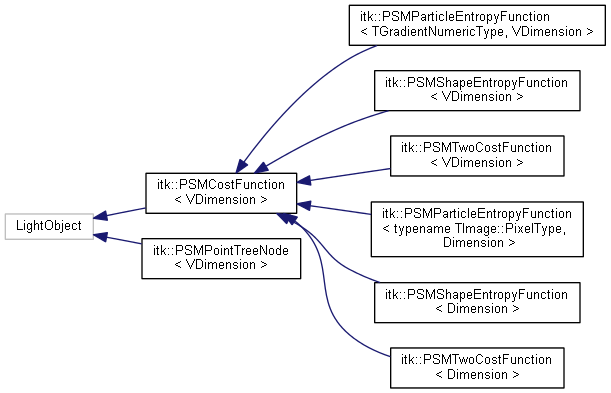 itk::PSMParticleEntropyFunction
< TGradientNumericType, VDimension >
itk::PSMShapeEntropyFunction
< VDimension >
itk::PSMTwoCostFunction
< VDimension >
itk::PSMCostFunction
< VDimension >
itk::PSMParticleEntropyFunction
< typename TImage::PixelType,
Dimension >
LightObject
itk::PSMPointTreeNode
< VDimension >
itk::PSMShapeEntropyFunction
< Dimension >
itk::PSMTwoCostFunction
< Dimension >